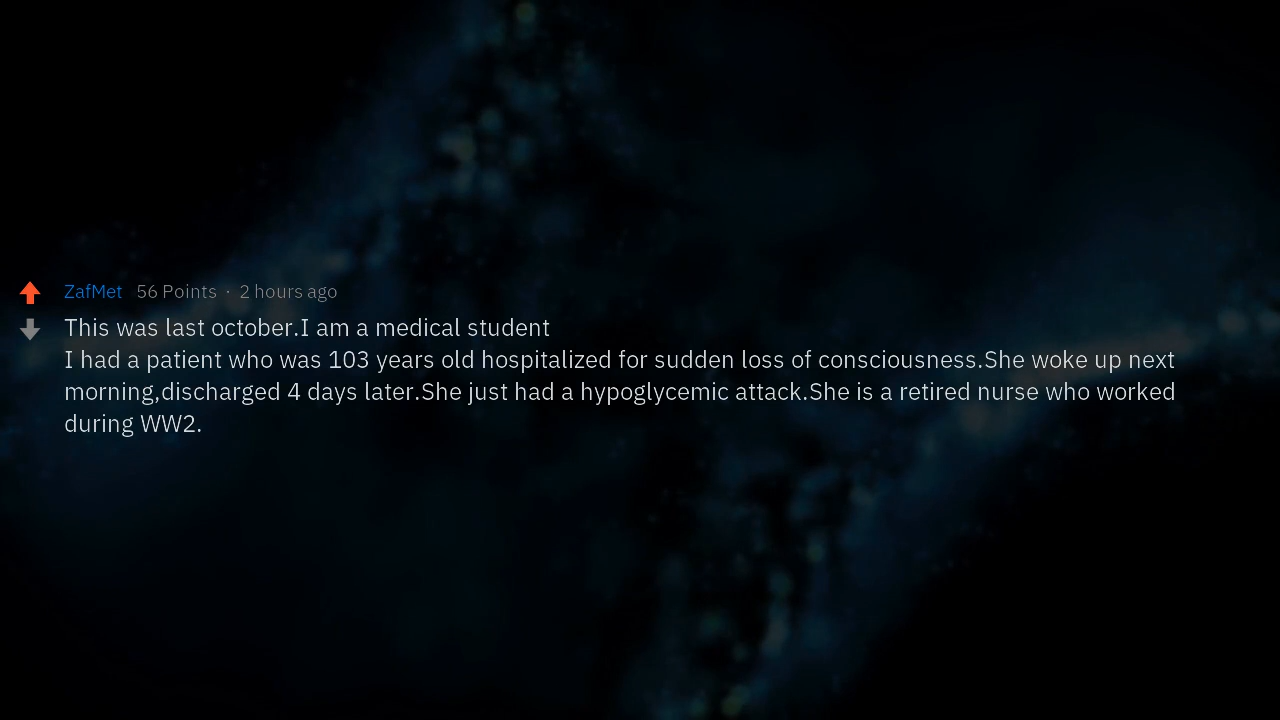 ZafMet 56 Points · 2 hours ago
This was last october.I am a medical student
I had a patient who was 103 years old hospitalized for sudden loss of consciousness.She woke up next
morning,discharged 4 days later.She just had a hypoglycemic attack.She is a retired nurse who worked
during WW2.